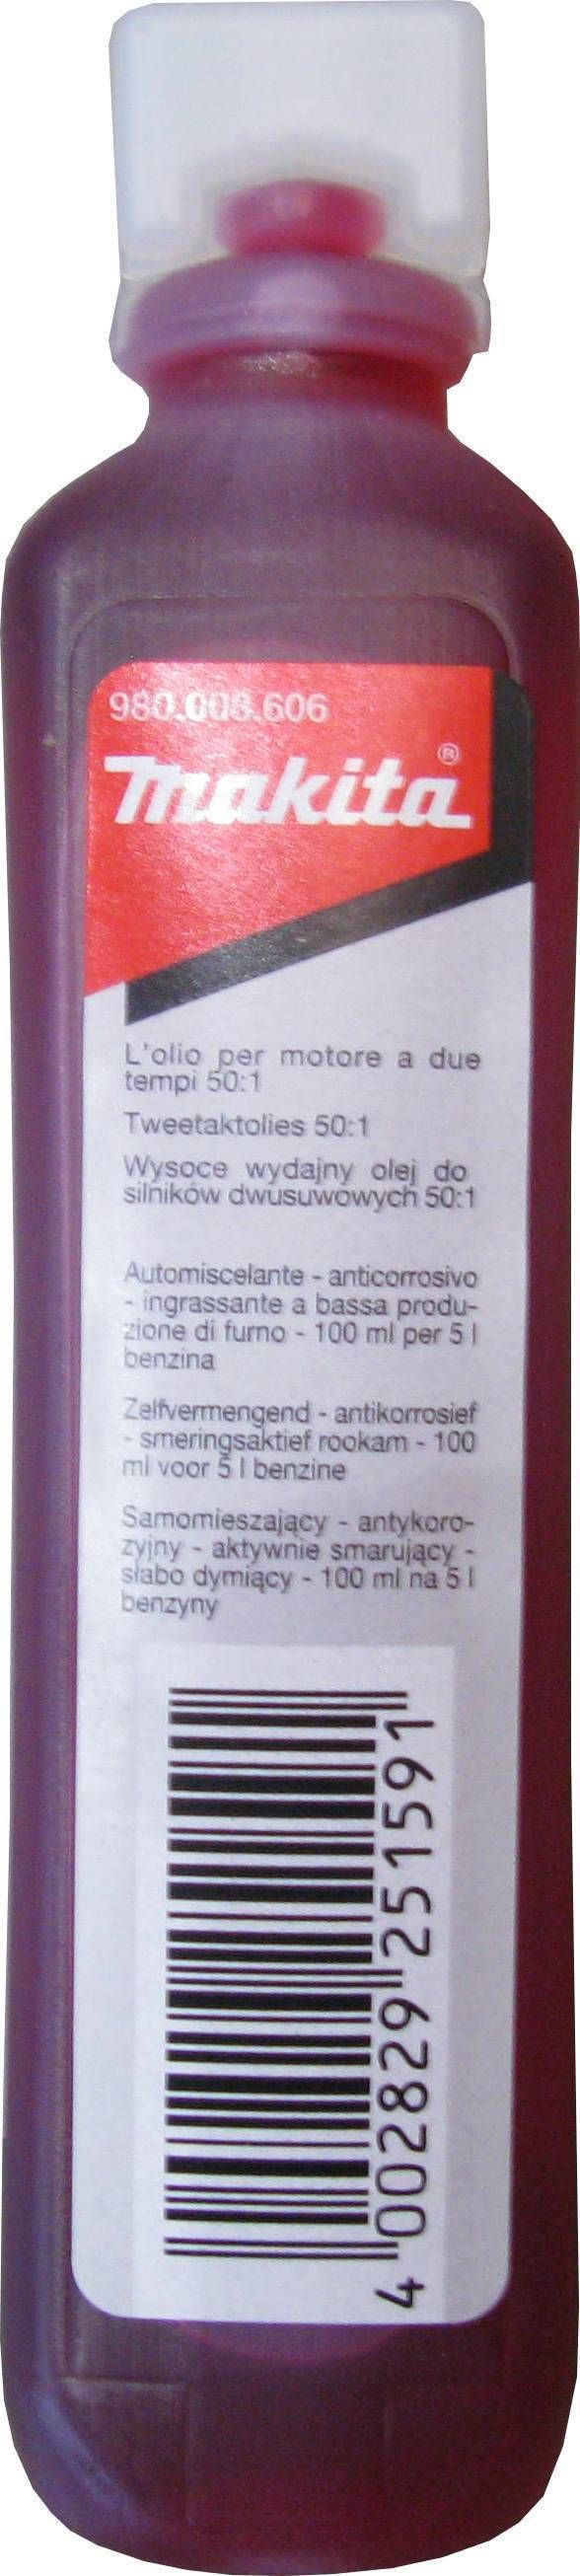 980.008.606
makita®
L'olio per motore a due
tempi 50:1
Tweetaktolies 50:1
Wysoce wydajny olej do
silników dwusuwowych 50:1
Automiscelante - anticorrosivo
- ingrassante a bassa produ-
zione di furno - 100 ml per 5 l
benzina
Zelfvermengend - antikorrosief
- smeringsaktief rookam - 100
ml voor 5 l benzine
Samomieszający - antykoro-
zyjny - aktywnie smarujący -
słabo dymiący - 100 ml na 5 l
benzyny
4 002829 251591